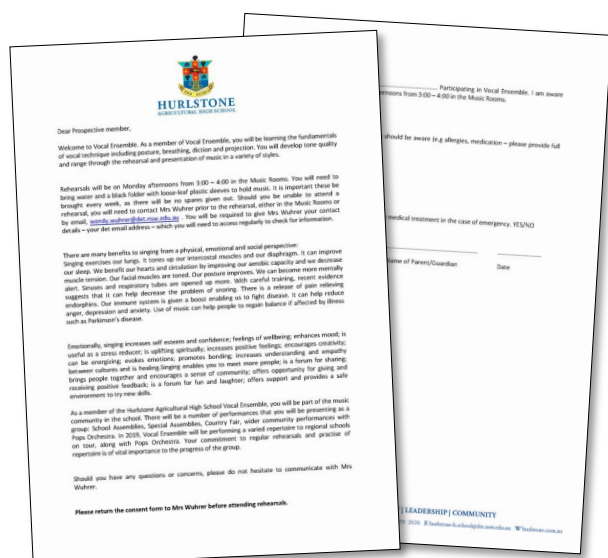 HURLSTONE
AGRICULTURAL HIGH SCHOOL
Dear Prospective member,
Welcome to Vocal Ensemble. As a member of Vocal Ensemble, you will be learning the fundamentals
of vocal technique including posture, breathing, diction and projection. You will develop tone quality
and range through the rehearsal and presentation of music in a variety of styles.
Rehearsals will be on Monday afternoons from 3:00 – 4:00 in the Music Rooms. You will need to
bring water and a black folder with loose-leaf plastic sleeves to hold music. It is important these be
brought every week, as there will be no spares given out. Should you be unable to attend a
rehearsal, you will need to contact Mrs Wuhrer prior to the rehearsal, either in the Music Rooms or
by email, wendy.wuhrer@det.nsw.edu.au . You will be required to give Mrs Wuhrer your contact
details – your det email address – which you will need to access regularly to check for information.
There are many benefits to singing from a physical, emotional and social perspective:
Singing exercises our lungs. It tones up our intercostal muscles and our diaphragm. It can improve
our sleep. We benefit our hearts and circulation by improving our aerobic capacity and we decrease
muscle tension. Our facial muscles are toned. Our posture improves. We can become more mentally
alert. Sinuses and respiratory tubes are opened up more. With careful training, recent evidence
suggests that it can help decrease the problem of snoring. There is a release of pain relieving
endorphins. Our immune system is given a boost enabling us to fight disease. It can help reduce
anger, depression and anxiety. Use of music can help people to regain balance if affected by illness
such as Parkinson's disease.
Emotionally, singing increases self esteem and confidence; feelings of wellbeing; enhances mood; is
useful as a stress reducer; is uplifting spiritually; increases positive feelings; encourages creativity;
can be energizing; evokes emotions; promotes bonding; increases understanding and empathy
between cultures and is healing.Singing enables you to meet more people; is a forum for sharing;
brings people together and encourages a sense of community; offers opportunity for giving and
receiving positive feedback; is a forum for fun and laughter; offers support and provides a safe
environment to try new skills.
As a member of the Hurlstone Agricultural High School Vocal Ensemble, you will be part of the music
community in the school. There will be a number of performances that you will be presenting as a
group: School Assemblies, Special Assemblies, Country Fair, wider community performances with
Pops Orchestra. In 2019, Vocal Ensemble will be performing a varied repertoire to regional schools
on tour, along with Pops Orchestra. Your commitment to regular rehearsals and practise of
repertoire is of vital importance to the progress of the group.
Should you have any questions or concerns, please do not hesitate to communicate with Mrs
Wuhrer.
Please return the consent form to Mrs Wuhrer before attending rehearsals.
Participating in Vocal Ensemble. I am aware
from 3:00 – 4:00 in the Music Rooms.
should be aware (e.g allergies, medication – please provide full
medical treatment in the case of emergency. YES/NO
Name of Parent/Guardian Date
| LEADERSHIP | COMMUNITY